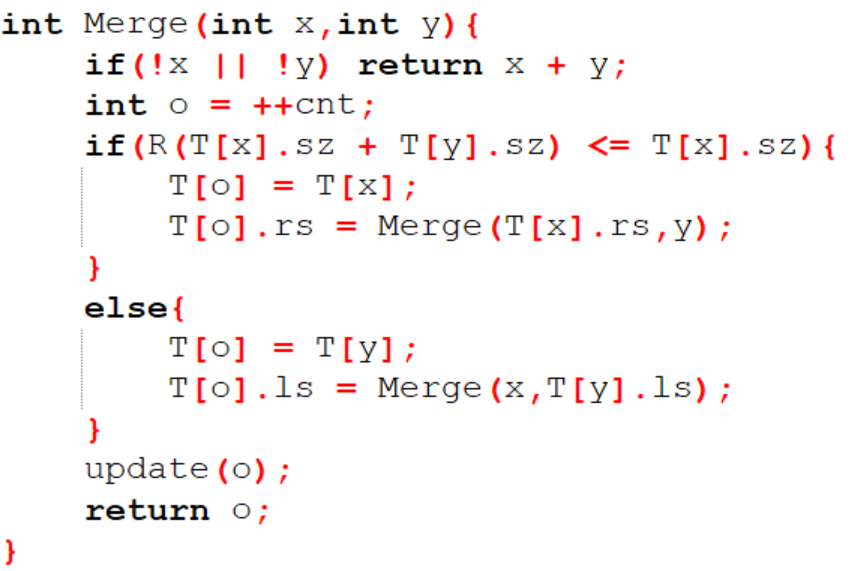 int Merge(int x,int y){
    if(!x || !y) return x + y;
    int o = ++cnt;
    if(R(T[x].sz + T[y].sz) <= T[x].sz){
        T[o] = T[x];
        T[o].rs = Merge(T[x].rs,y);
    }
    else{
        T[o] = T[y];
        T[o].ls = Merge(x,T[y].ls);
    }
    update(o);
    return o;
}